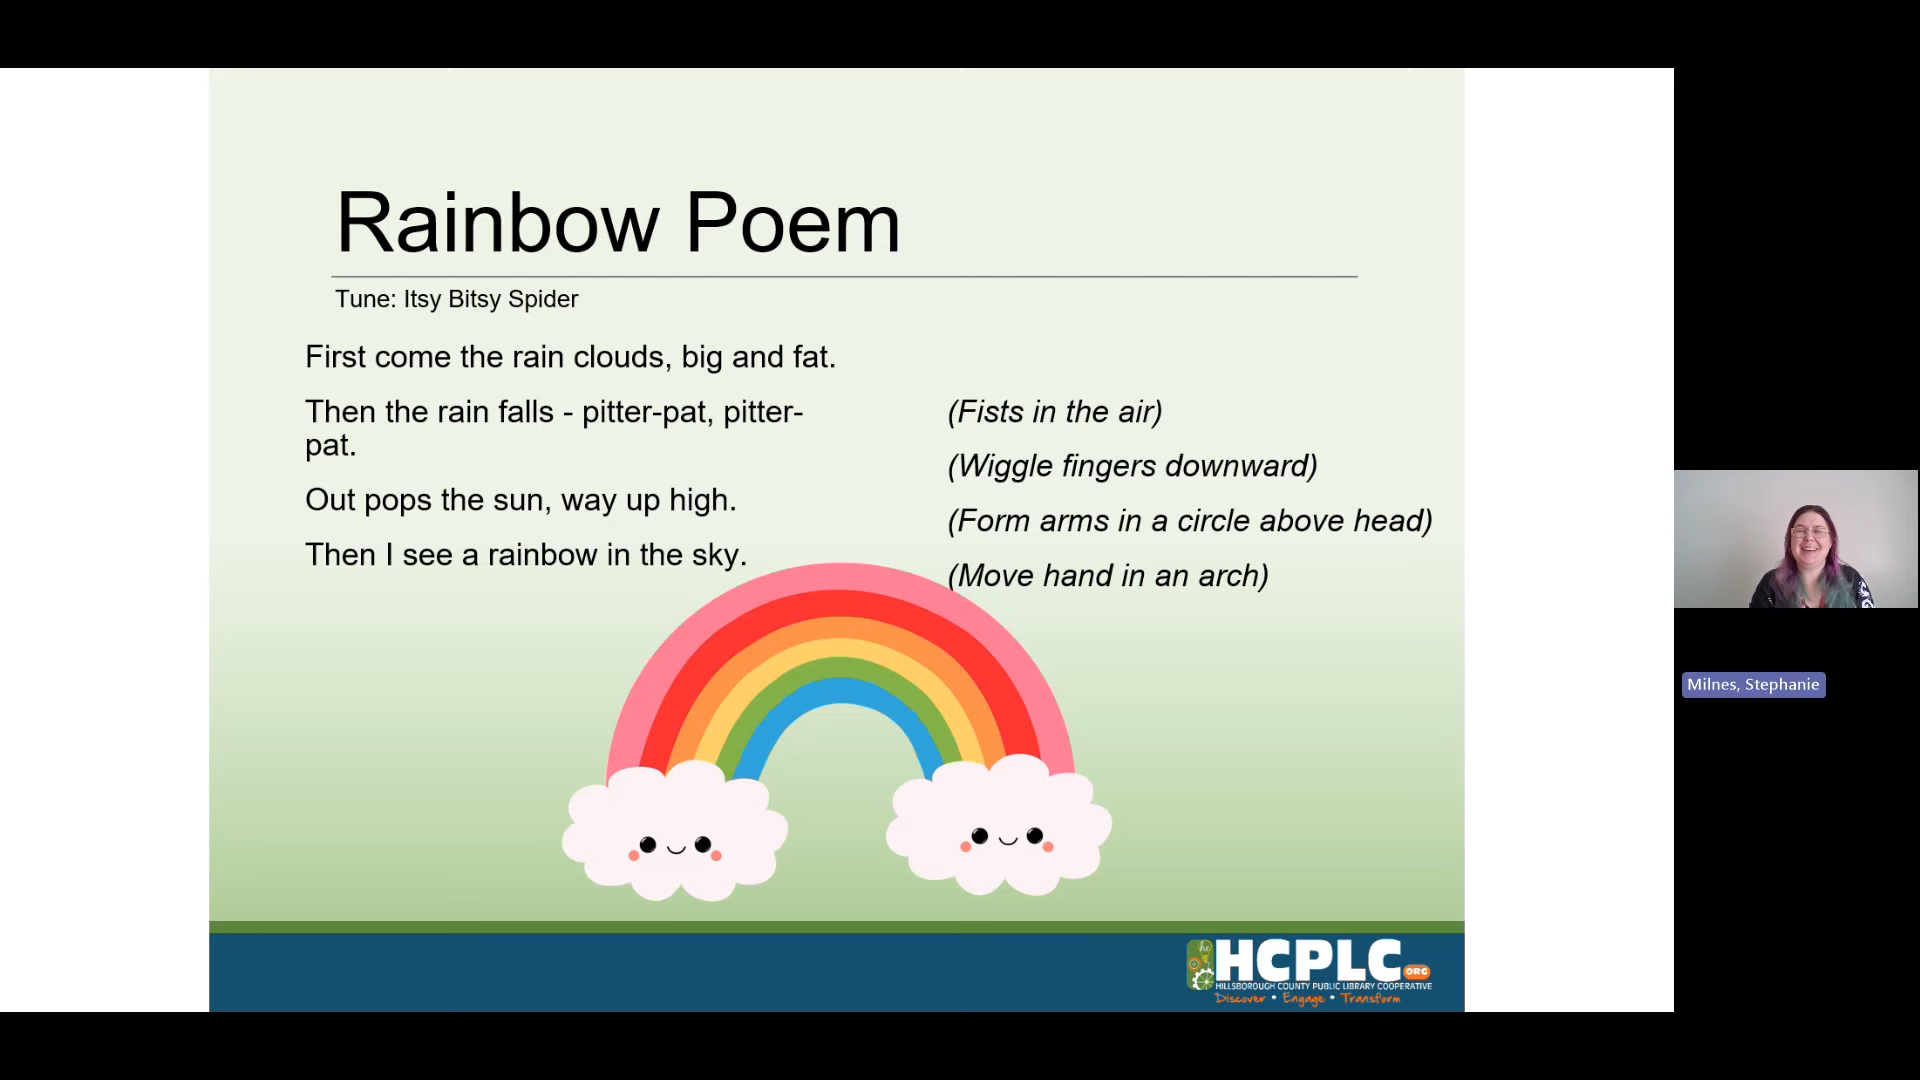 Rainbow Poem
Tune: Itsy Bitsy Spider
First come the rain clouds, big and fat.
Then the rain falls - pitter-pat, pitter-
pat.
Out pops the sun, way up high.
Then I see a rainbow in the sky.
(Fists in the air)
(Wiggle fingers downward)
(Form arms in a circle above head)
(Move hand in an arch)
Milnes, Stephanie
hc
HCPLC ORG
HILLSBOROUGH COUNTY PUBLIC LIBRARY COOPERATIVE
Discover • Engage • Transform